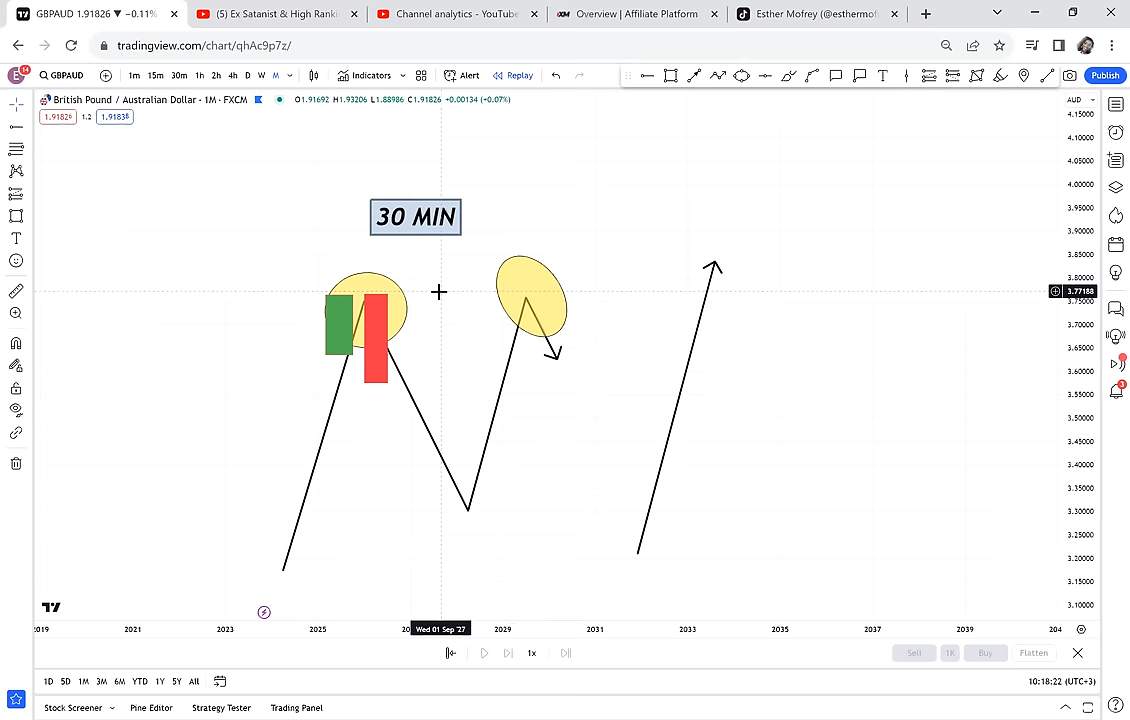 GBPAUD 1.91826 ▼ −0.11%
(5) Ex Satanist & High Ranki
Channel analytics - YouTube
XM Overview | Affiliate Platform
Esther Mofrey (@esthermof
tradingview.com/chart/qhAc9p7z/
E 14 GBPAUD 1m 15m 30m 1h 2h 4h D W M Indicators Alert Replay Publish
British Pound / Australian Dollar · 1M · FXCM O1.91692 H1.93206 L1.88986 C1.91826 +0.00134 (+0.07%) AUD
1.91826 1.2 1.91838
4.15000
4.10000
4.05000
4.00000
3.95000
30 MIN
3.90000
3.85000
3.80000
3.77188
3.75000
3.70000
3.65000
3.60000
3.55000
3.50000
3.45000
3.40000
3.35000
3.30000
3.25000
3.20000
3.15000
3.10000
2019 2021 2023 2025 Wed 01 Sep '27 2029 2031 2033 2035 2037 2039 204
1x Sell 1K Buy Flatten
1D 5D 1M 3M 6M YTD 1Y 5Y All 10:18:22 (UTC+3)
Stock Screener Pine Editor Strategy Tester Trading Panel
3